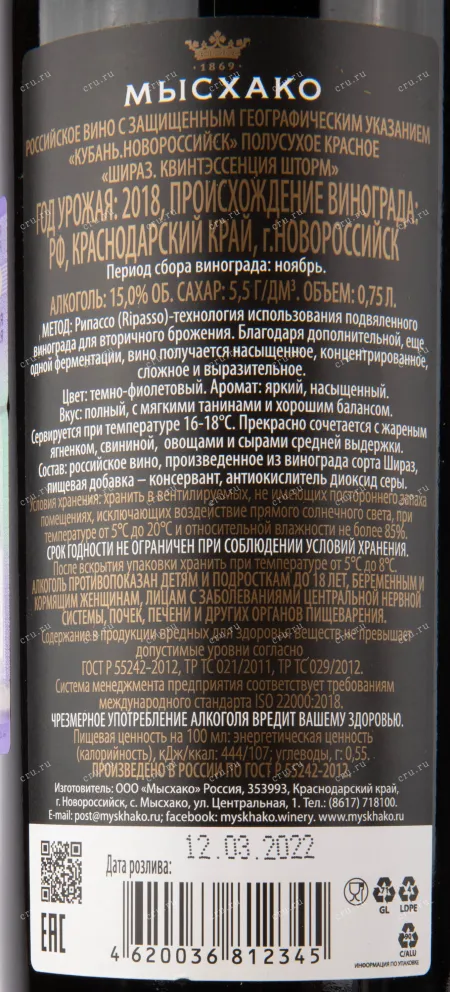 1869
МЫСХАКО
РОССИЙСКОЕ ВИНО С ЗАЩИЩЕННЫМ ГЕОГРАФИЧЕСКИМ УКАЗАНИЕМ
«КУБАНЬ.НОВОРОССИЙСК» ПОЛУСУХОЕ КРАСНОЕ
«ШИРАЗ. КВИНТЭССЕНЦИЯ ШТОРМ»
ГОД УРОЖАЯ: 2018, ПРОИСХОЖДЕНИЕ ВИНОГРАДА:
РФ, КРАСНОДАРСКИЙ КРАЙ, г.НОВОРОССИЙСК
Период сбора винограда: ноябрь.
АЛКОГОЛЬ: 15,0% ОБ. САХАР: 5,5 Г/ДМ³. ОБЪЕМ: 0,75 Л.
МЕТОД: Рипассо (Ripasso)-технология использования подвяленного
винограда для вторичного брожения. Благодаря дополнительной, еще
одной ферментации, вино получается насыщенное, концентрированное,
сложное и выразительное.
Цвет: темно-фиолетовый. Аромат: яркий, насыщенный.
Вкус: полный, с мягкими танинами и хорошим балансом.
Сервируется при температуре 16-18°С. Прекрасно сочетается с жареным
ягненком, свининой, овощами и сырами средней выдержки.
Состав: российское вино, произведенное из винограда сорта Шираз,
пищевая добавка – консервант, антиокислитель диоксид серы.
Условия хранения: хранить в вентилируемых, не имеющих постороннего запаха
помещениях, исключающих воздействие прямого солнечного света, при
температуре от 5°С до 20°С и относительной влажности не более 85%.
СРОК ГОДНОСТИ НЕ ОГРАНИЧЕН ПРИ СОБЛЮДЕНИИ УСЛОВИЙ ХРАНЕНИЯ.
После вскрытия упаковки хранить при температуре от 5°С до 8°С.
АЛКОГОЛЬ ПРОТИВОПОКАЗАН ДЕТЯМ И ПОДРОСТКАМ ДО 18 ЛЕТ, БЕРЕМЕННЫМ И
КОРМЯЩИМ ЖЕНЩИНАМ, ЛИЦАМ С ЗАБОЛЕВАНИЯМИ ЦЕНТРАЛЬНОЙ НЕРВНОЙ
СИСТЕМЫ, ПОЧЕК, ПЕЧЕНИ И ДРУГИХ ОРГАНОВ ПИЩЕВАРЕНИЯ.
Содержание в продукции вредных для здоровья веществ не превышает
допустимые уровни согласно
ГОСТ Р 55242-2012, ТР ТС 021/2011, ТР ТС 029/2012.
Система менеджмента предприятия соответствует требованиям
международного стандарта ISO 22000:2018.
ЧРЕЗМЕРНОЕ УПОТРЕБЛЕНИЕ АЛКОГОЛЯ ВРЕДИТ ВАШЕМУ ЗДОРОВЬЮ.
Пищевая ценность на 100 мл: энергетическая ценность
(калорийность), кДж/ккал: 444/107; углеводы, г: 0,55.
ПРОИЗВЕДЕНО В РОССИИ ПО ГОСТ Р 55242-2012
Изготовитель: ООО «Мысхако» Россия, 353993, Краснодарский край,
г. Новороссийск, с. Мысхако, ул. Центральная, 1. Тел.: (8617) 718100.
E-mail: post@myskhako.ru; facebook: myskhako.winery. www.myskhako.ru
Дата розлива: 12.03.2022
EAC
4 620036 812345
GL
LDPE
C/ALU
ИНФОРМАЦИЯ ПО УПАКОВКЕ
cru.ru